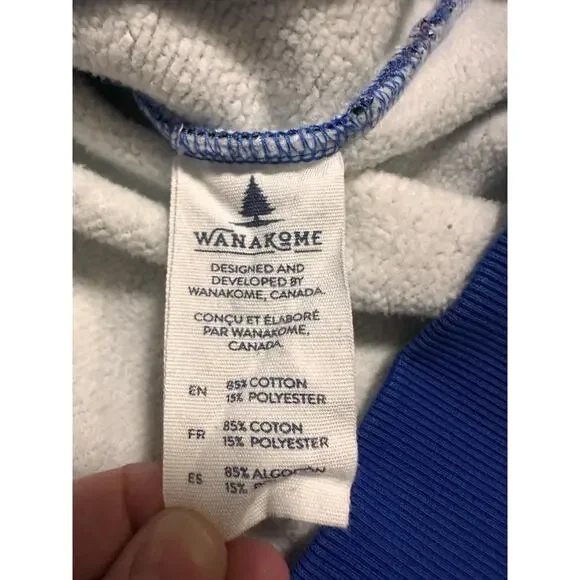 WANAKOME
DESIGNED AND
DEVELOPED BY
WANAKOME, CANADA.
CONÇU ET ÉLABORÉ
PAR WANAKOME,
CANADA.
EN 85% COTTON
15% POLYESTER
FR 85% COTON
15% POLYESTER
ES 85% ALGODÓN
15%